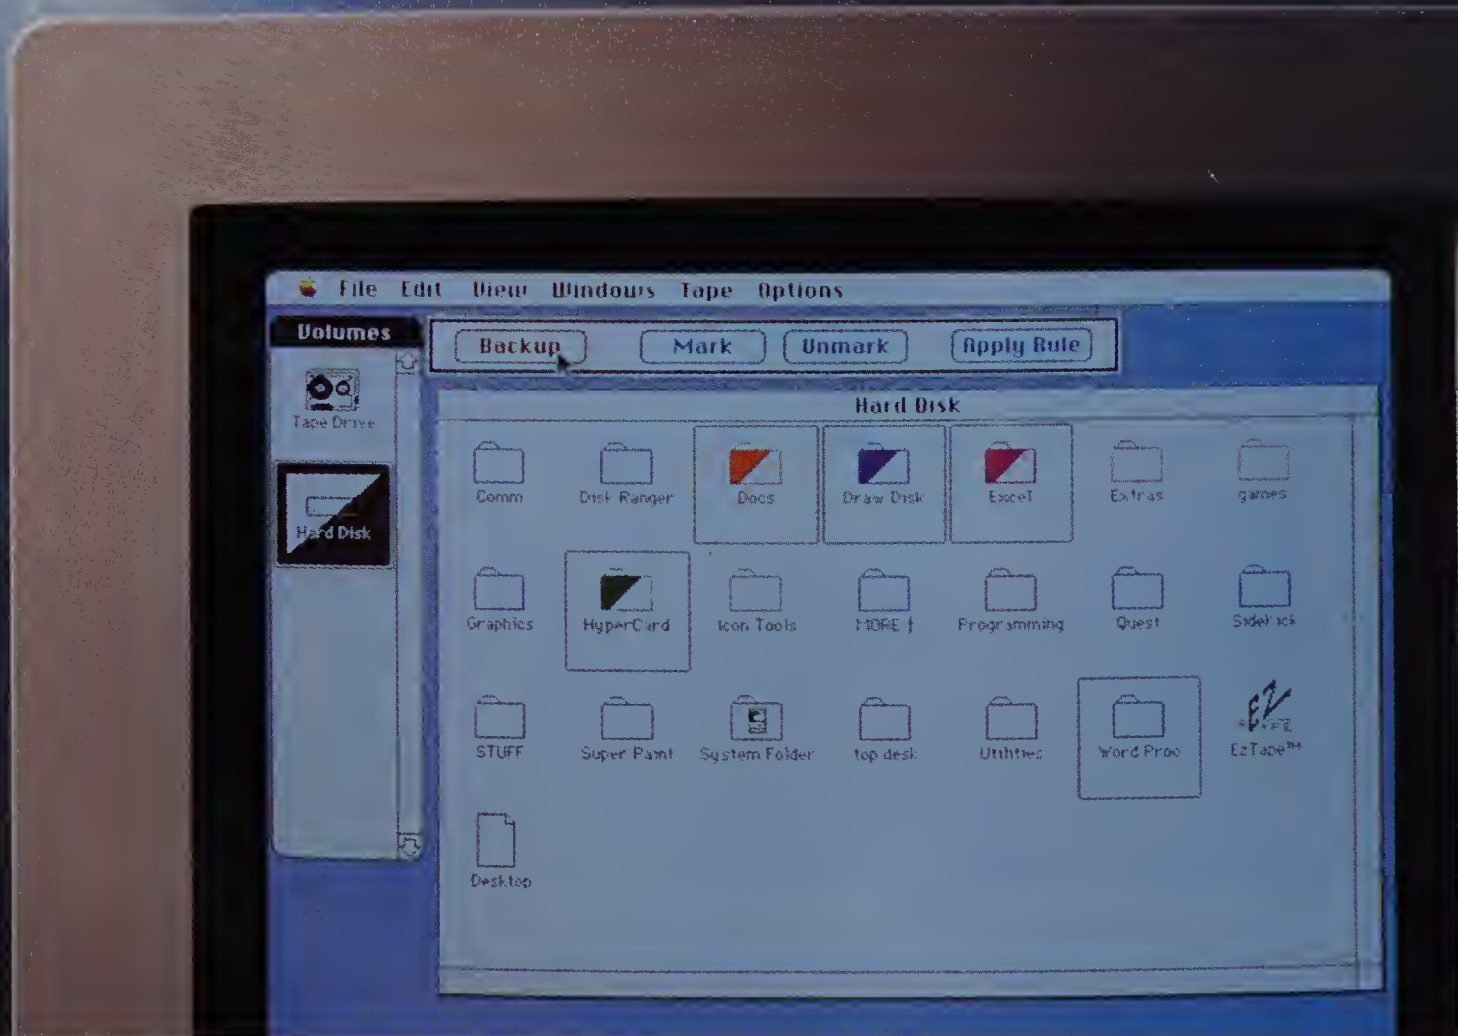 File Edit View Windows Tape Options
Volumes
Backup Mark Unmark Apply Rule
Tape Drive
Hard Disk
Hard Disk
Comm Disk Ranger Docs Draw Disk Excel Extras games
Graphics HyperCard Icon Tools MORE ƒ Programming Quest Sidekick
STUFF Super Paint System Folder top desk Utilities Word Proc EzTape™
EZ
Desktop